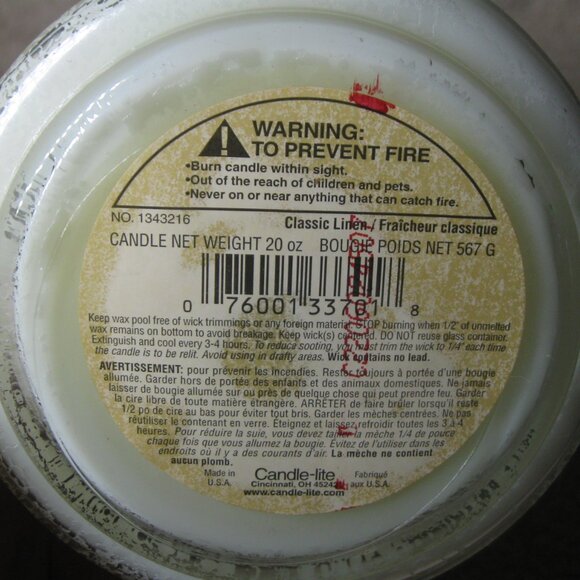 WARNING:
TO PREVENT FIRE
•Burn candle within sight.
•Out of the reach of children and pets.
•Never on or near anything that can catch fire.
NO. 1343216 Classic Linen / Fraîcheur classique
CANDLE NET WEIGHT 20 oz BOUGIE POIDS NET 567 G
0 76001 33701 8
Keep wax pool free of wick trimmings or any foreign material. STOP burning when 1/2" of unmelted
wax remains on bottom to avoid breakage. Keep wick(s) centered. DO NOT reuse glass container.
Extinguish and cool every 3-4 hours. To reduce sooting, you must trim the wick to 1/4" each time
the candle is to be relit. Avoid using in drafty areas. Wick contains no lead.
AVERTISSEMENT: pour prévenir les incendies. Rester toujours à portée d'une bougie
allumée. Garder hors de portée des enfants et des animaux domestiques. Ne jamais
laisser de bougie allumée sur ou près de quelque chose qui peut prendre feu. Garder
la cire libre de toute matière étrangère. ARRÊTER de faire brûler lorsqu'il reste
1/2 po de cire au bas pour éviter tout bris. Garder les mèches centrées. Ne pas
réutiliser le contenant en verre. Éteignez et laissez refroidir toutes les 3 à 4
heures. Pour réduire la suie, vous devez tailler la mèche 1/4 de pouce
chaque fois que vous allumez la bougie. Évitez de l'utiliser dans les
endroits où il y a des courants d'air. La mèche ne contient
aucun plomb.
Made in
U.S.A.
Candle-lite
Cincinnati, OH 45242
www.candle-lite.com
Fabriqué
aux U.S.A.